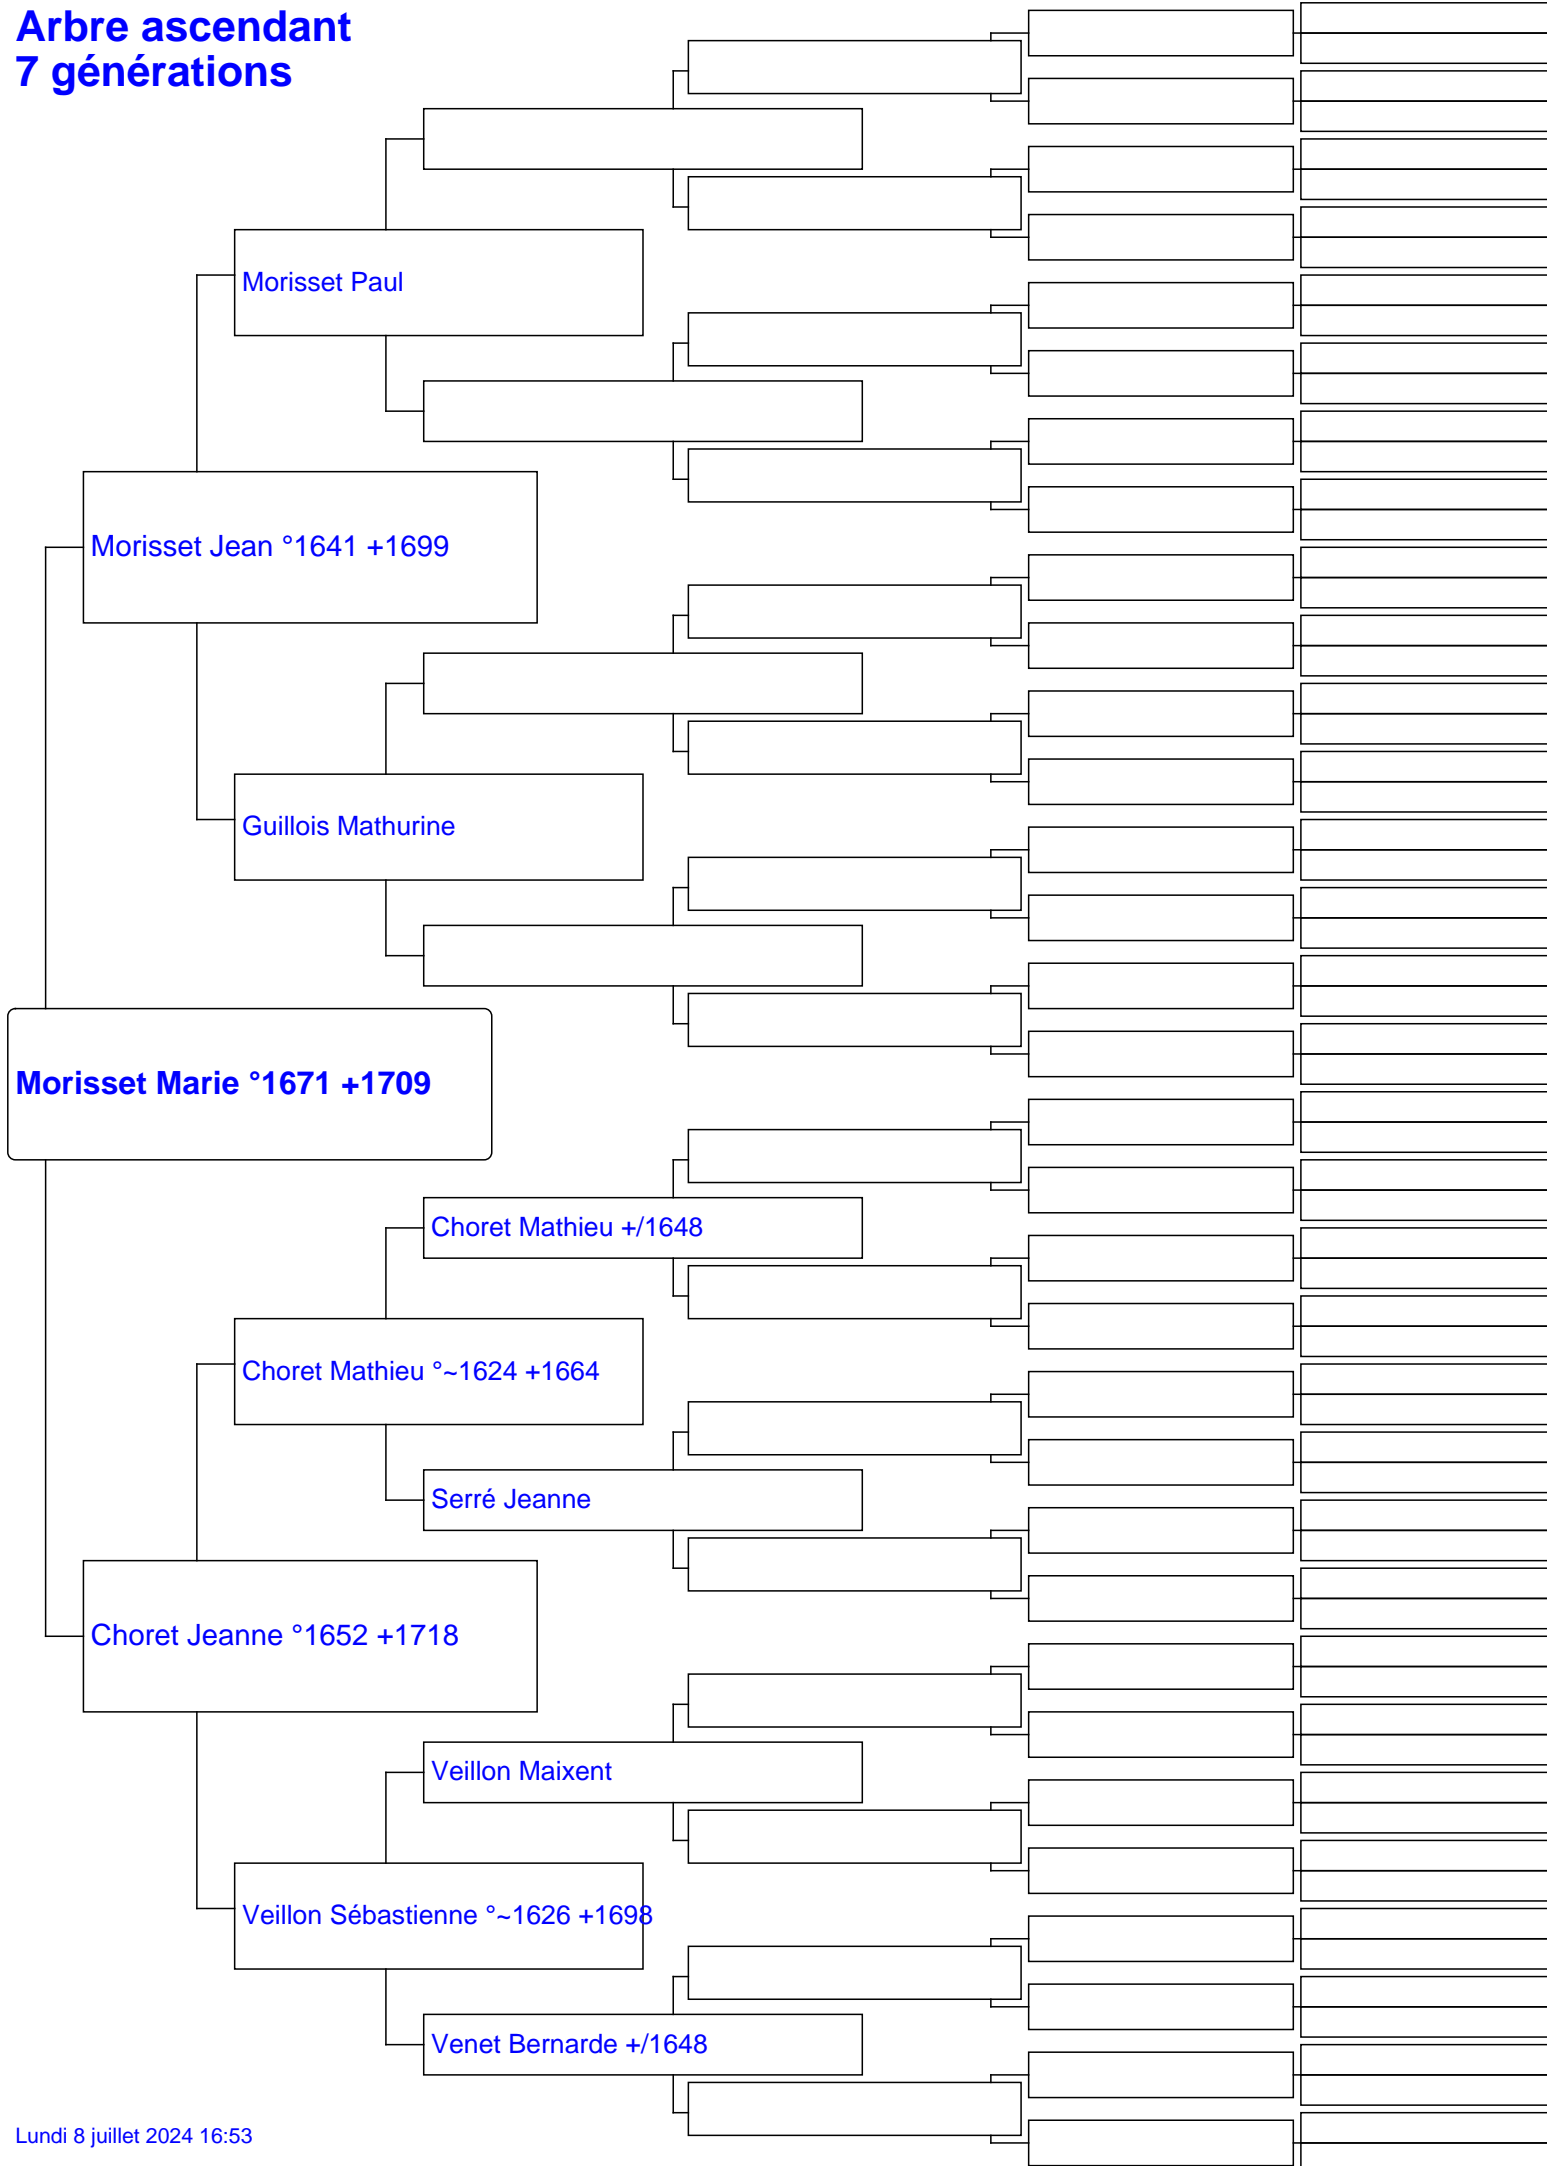 Arbre ascendant
7 générations
Morisset Paul
Morisset Jean °1641 +1699
Guillois Mathurine
Morisset Marie °1671 +1709
Choret Mathieu +/1648
Choret Mathieu °~1624 +1664
Serré Jeanne
Choret Jeanne °1652 +1718
Veillon Maixent
Veillon Sébastienne °~1626 +1698
Venet Bernarde +/1648
Lundi 8 juillet 2024 16:53